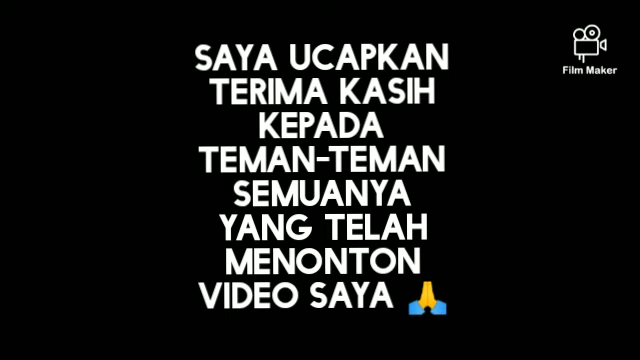 SAYA UCAPKAN
TERIMA KASIH
KEPADA
TEMAN-TEMAN
SEMUANYA
YANG TELAH
MENONTON
VIDEO SAYA 🙏
Film Maker